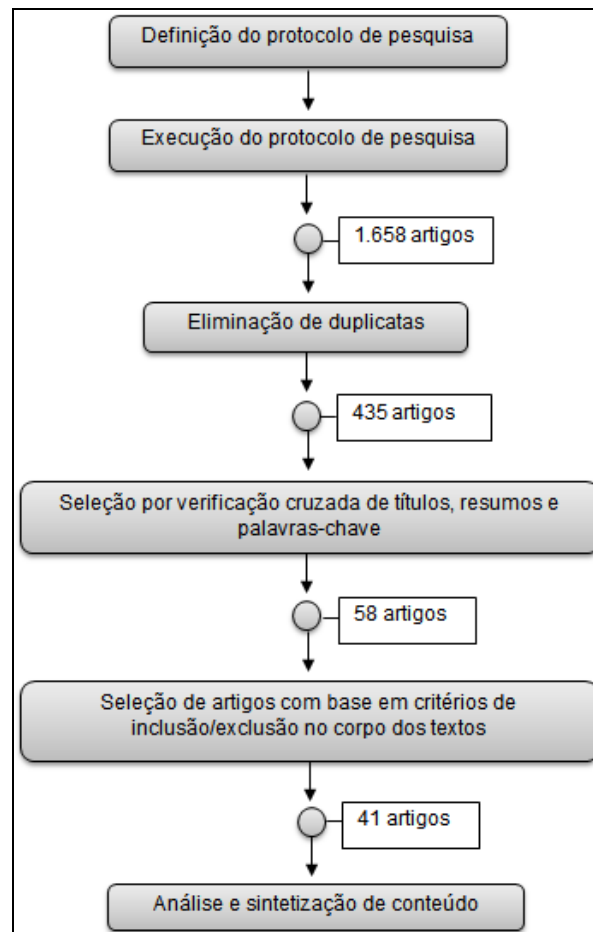 Definição do protocolo de pesquisa
Execução do protocolo de pesquisa
1.658 artigos
Eliminação de duplicatas
435 artigos
Seleção por verificação cruzada de títulos, resumos e
palavras-chave
58 artigos
Seleção de artigos com base em critérios de
inclusão/exclusão no corpo dos textos
41 artigos
Análise e sintetização de conteúdo